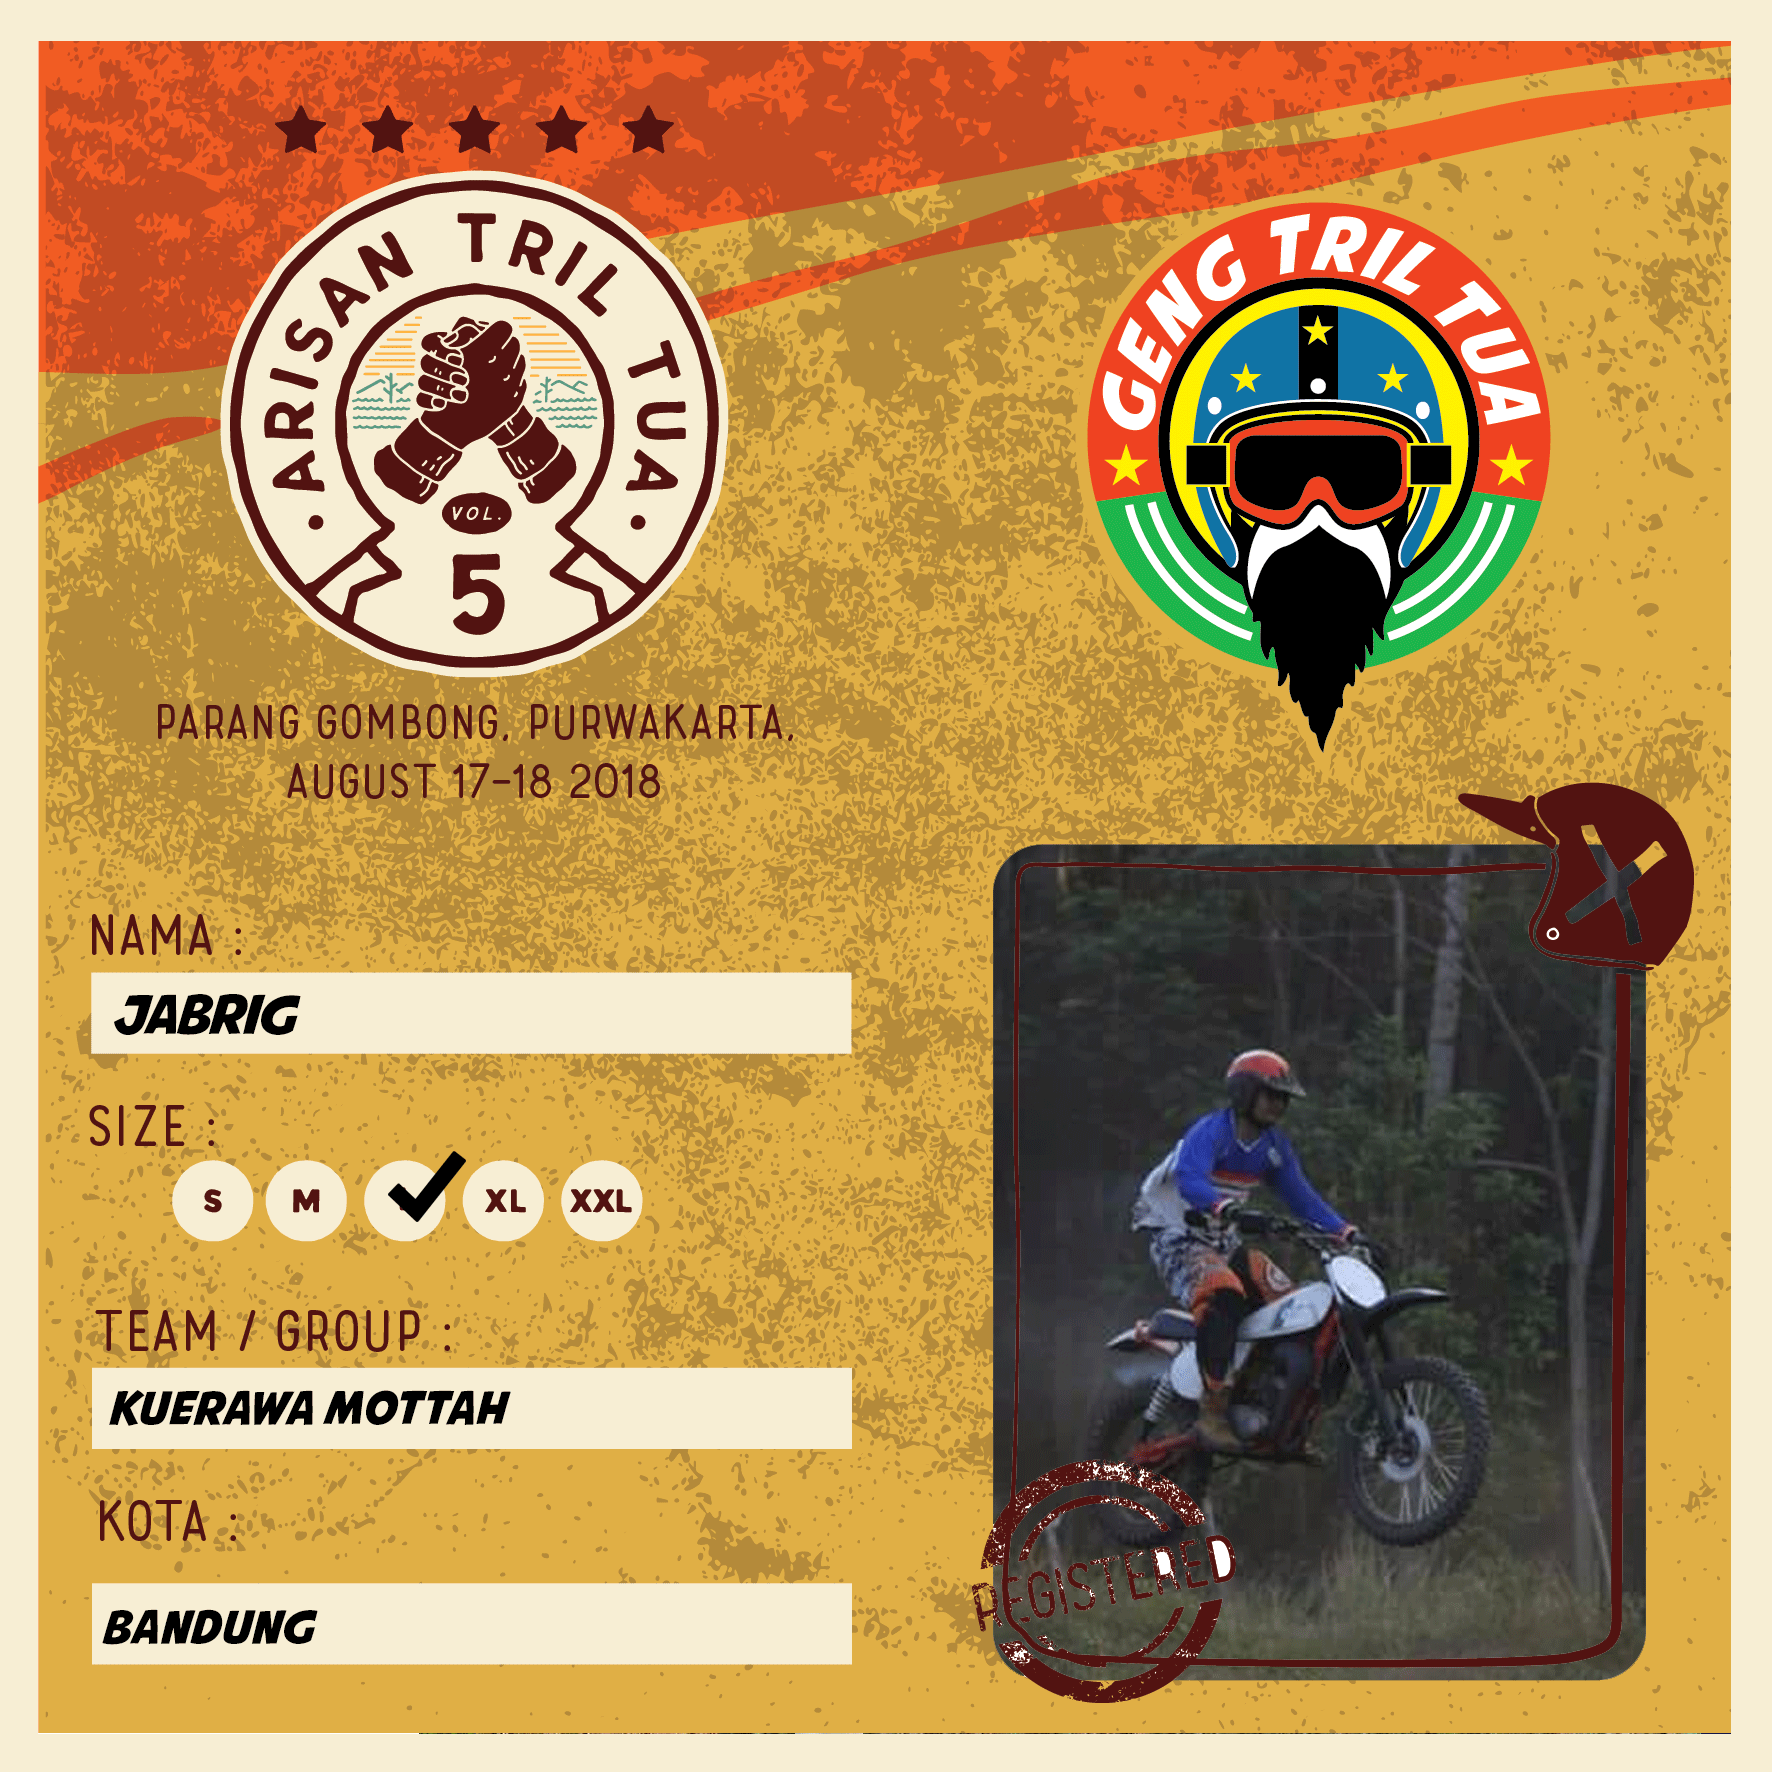 ARISAN TRIL TUA
VOL.
5
GENG TRIL TUA
PARANG GOMBONG, PURWAKARTA,
AUGUST 17-18 2018
NAMA :
JABRIG
SIZE :
S M XL XXL
TEAM / GROUP :
KUERAWA MOTTAH
KOTA :
BANDUNG
REGISTERED